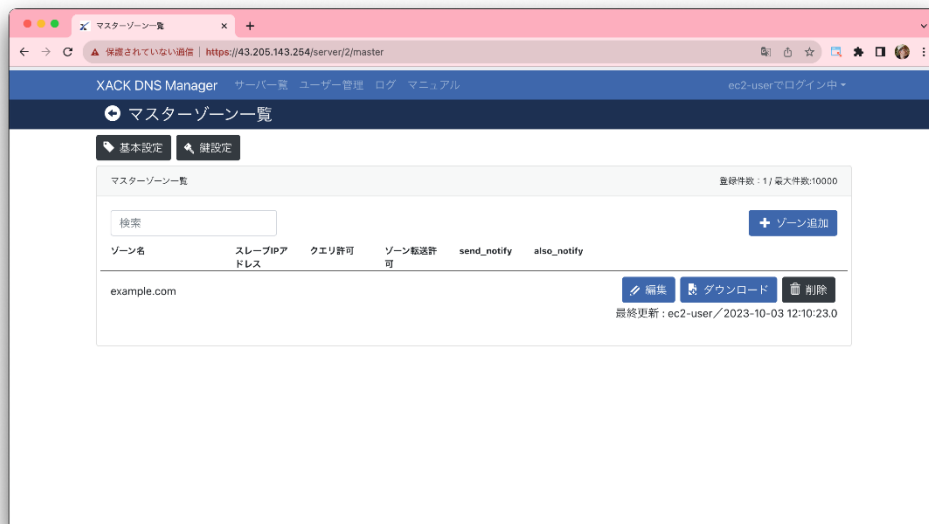 マスターゾーン一覧
保護されていない通信 | https://43.205.143.254/server/2/master
XACK DNS Manager サーバー覧 ユーザー管理 ログ マニュアル ec2-userでログイン中
マスターゾーン一覧
基本設定 鍵設定
マスターゾーン一覧 登録件数：1 / 最大件数:10000
検索 ゾーン追加
ゾーン名 スレーブIPアドレス クエリ許可 ゾーン転送許可 send_notify also_notify
example.com 編集 ダウンロード 削除
最終更新 : ec2-user／2023-10-03 12:10:23.0